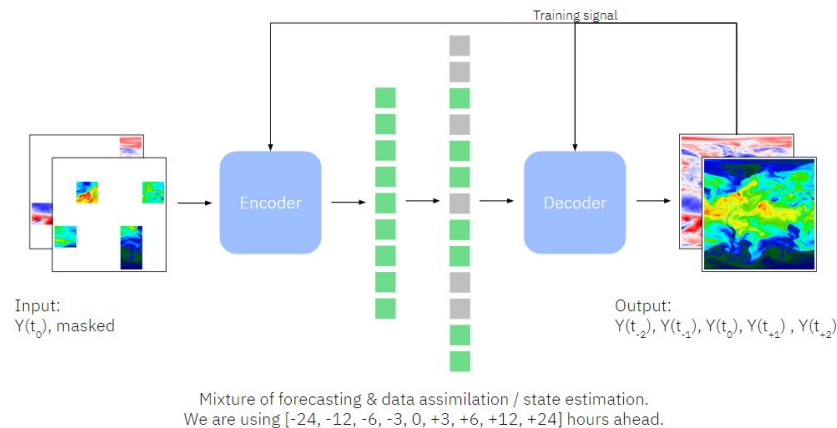 Training signal
Encoder
Decoder
Input:
Y(t₀), masked
Output:
Y(t₋₂), Y(t₋₁), Y(t₀), Y(t₊₁) , Y(t₊₂)
Mixture of forecasting & data assimilation / state estimation.
We are using [-24, -12, -6, -3, 0, +3, +6, +12, +24] hours ahead.